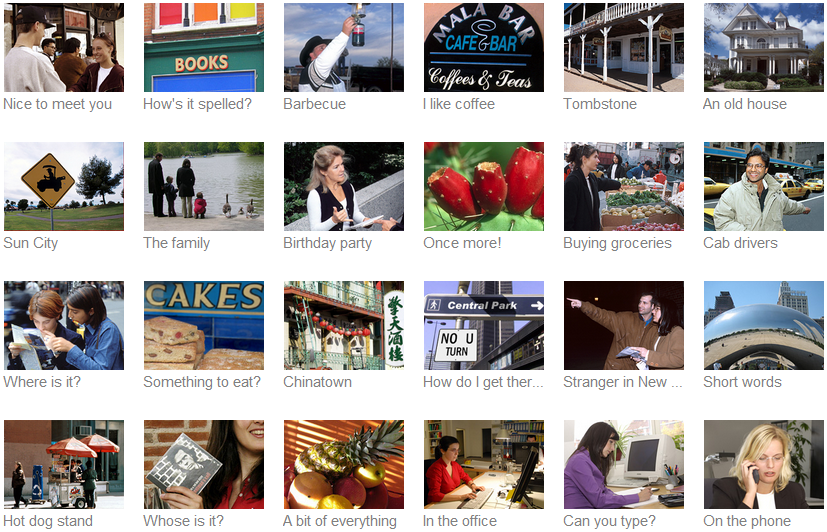 BOOKS
MALA BAR
CAFE & BAR
Coffees & Teas
Nice to meet you
How's it spelled?
Barbecue
I like coffee
Tombstone
An old house
Sun City
The family
Birthday party
Once more!
Buying groceries
Cab drivers
CAKES
Central Park
NO U
TURN
Where is it?
Something to eat?
Chinatown
How do I get ther...
Stranger in New ...
Short words
Hot dog stand
Whose is it?
A bit of everything
In the office
Can you type?
On the phone